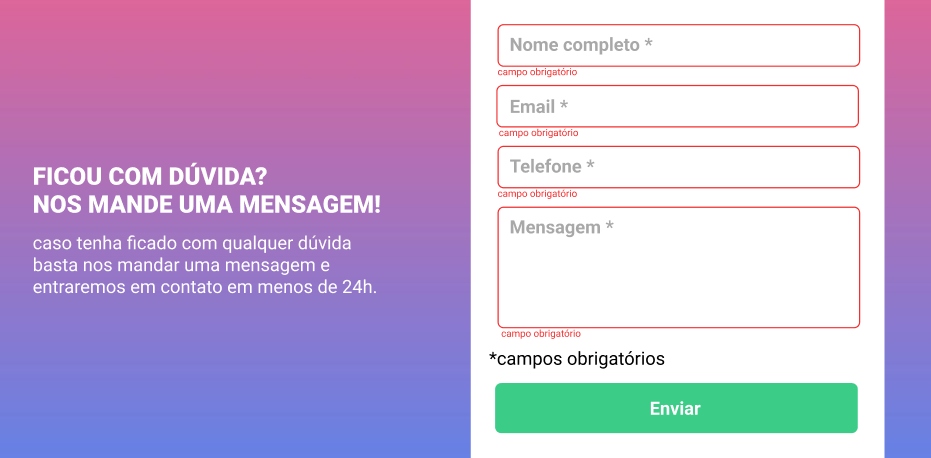 FICOU COM DÚVIDA?
NOS MANDE UMA MENSAGEM!
caso tenha ficado com qualquer dúvida
basta nos mandar uma mensagem e
entraremos em contato em menos de 24h.
Nome completo *
campo obrigatório
Email *
campo obrigatório
Telefone *
campo obrigatório
Mensagem *
campo obrigatório
*campos obrigatórios
Enviar